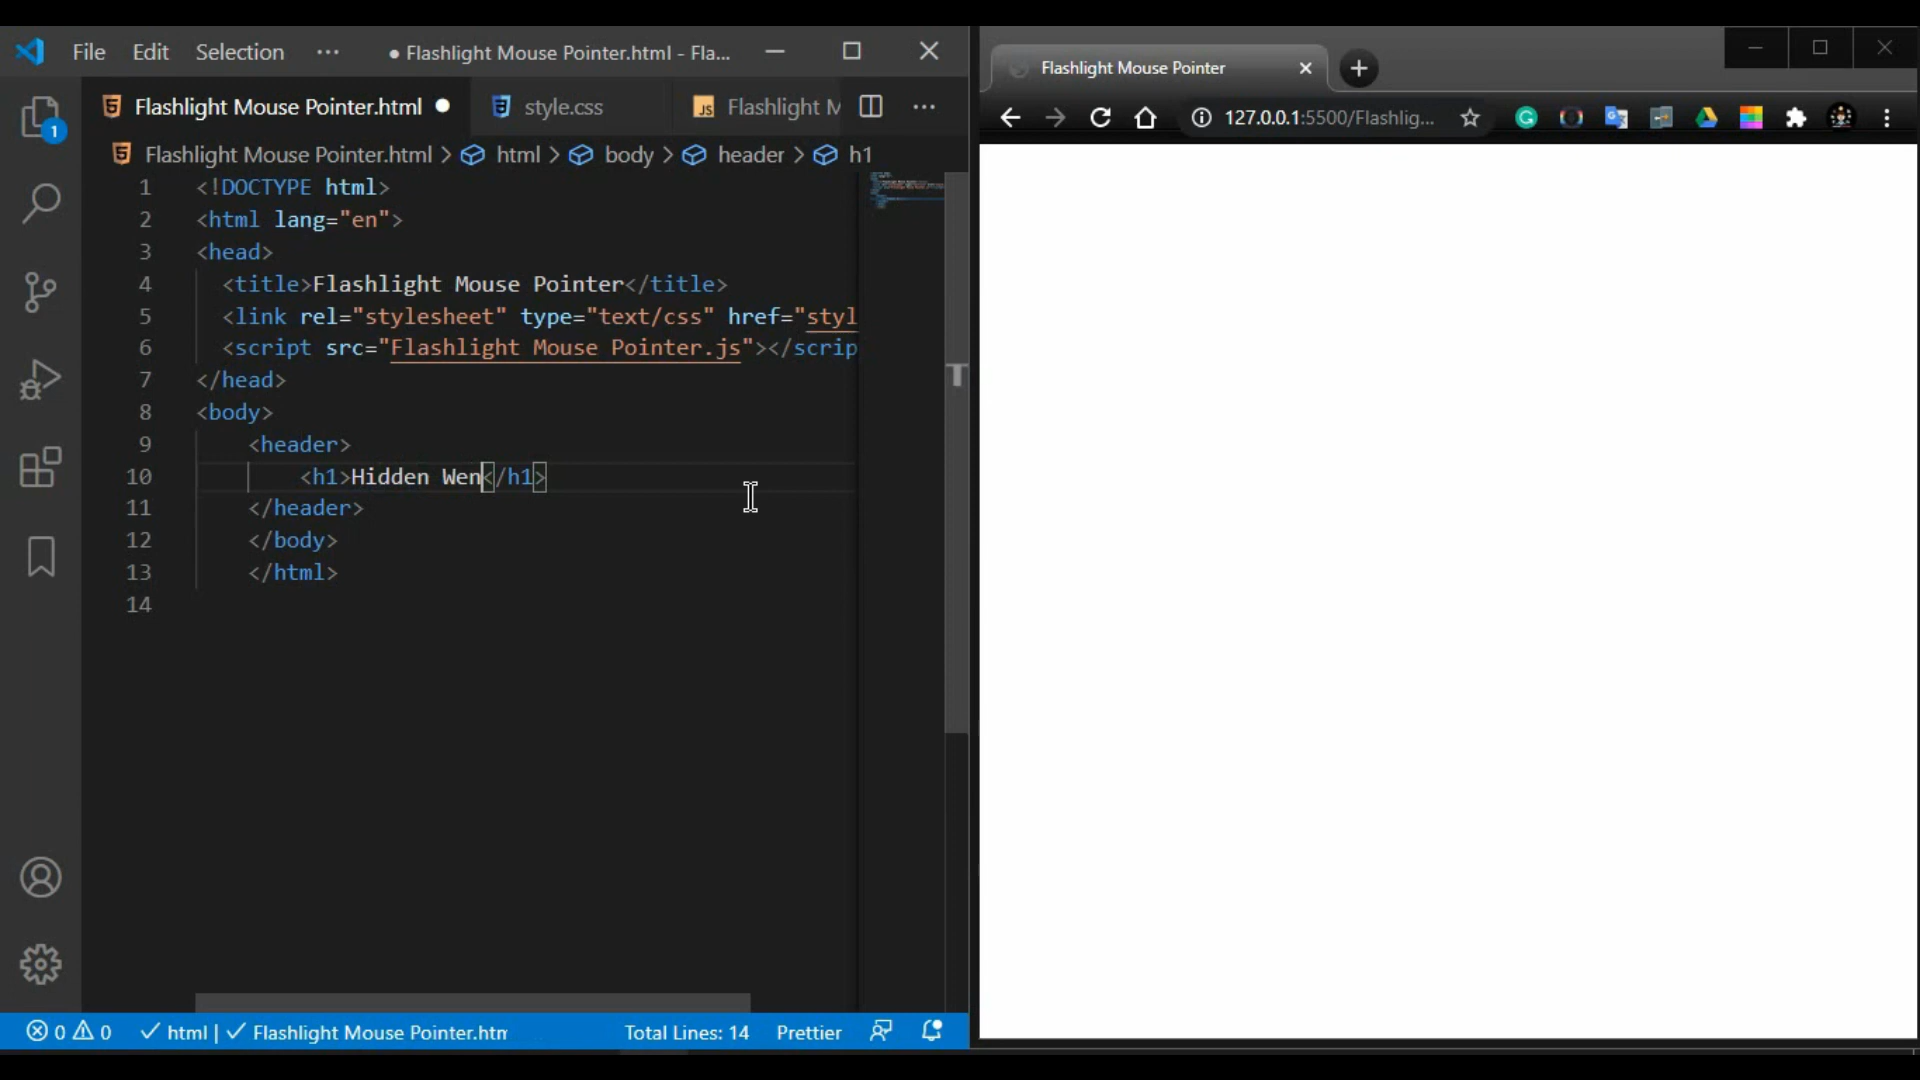 File Edit Selection ··· ● Flashlight Mouse Pointer.html - Fla...
Flashlight Mouse Pointer.html ● style.css JS Flashlight M ···
Flashlight Mouse Pointer.html > html > body > header > h1
1 <!DOCTYPE html>
2 <html lang="en">
3 <head>
4 <title>Flashlight Mouse Pointer</title>
5 <link rel="stylesheet" type="text/css" href="styl
6 <script src="Flashlight Mouse Pointer.js"></scrip
7 </head>
8 <body>
9 <header>
10 <h1>Hidden Wen</h1>
11 </header>
12 </body>
13 </html>
14
1
0 0 html | Flashlight Mouse Pointer.htm Total Lines: 14 Prettier
Flashlight Mouse Pointer
127.0.0.1:5500/Flashlig...